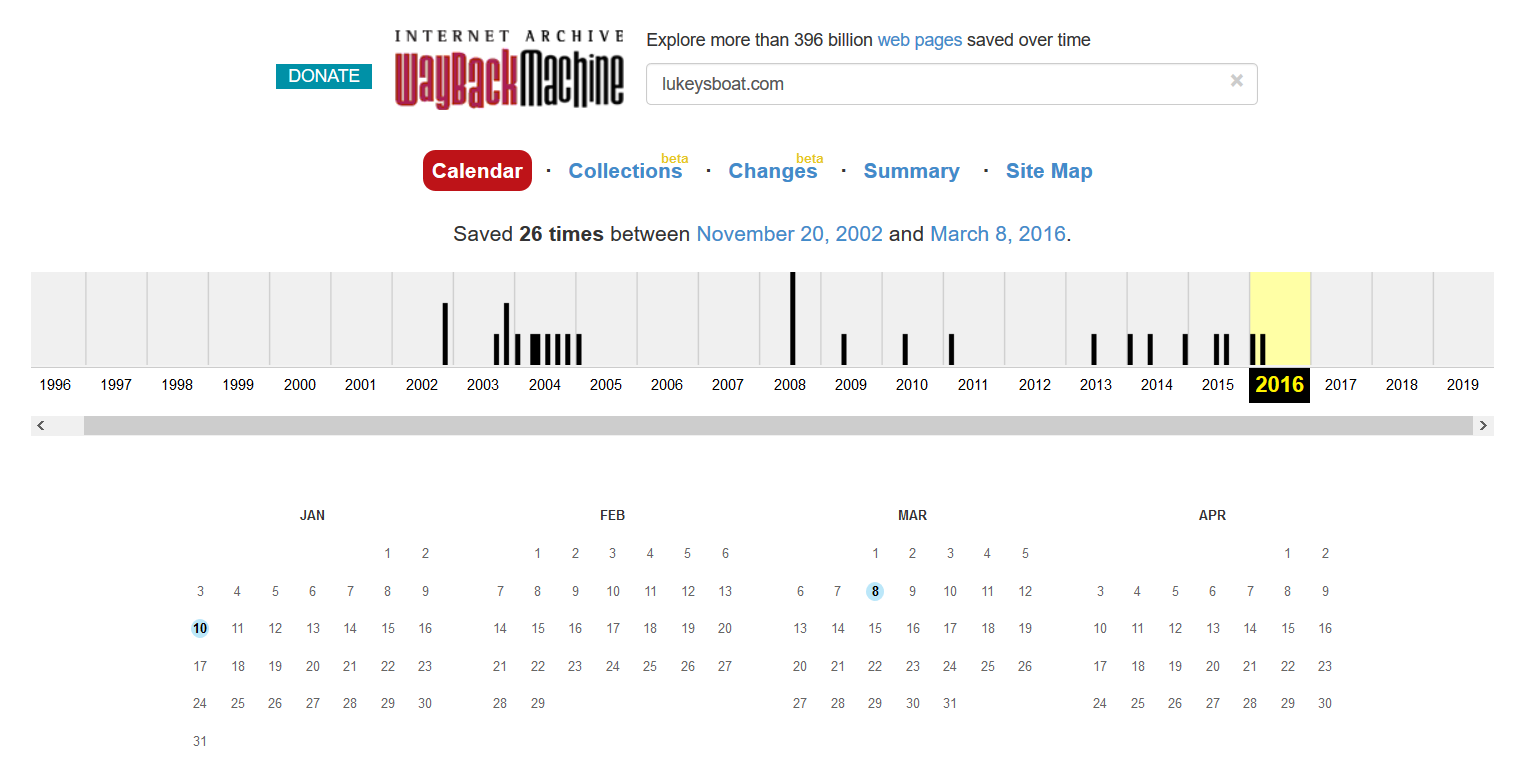 INTERNET ARCHIVE
WayBackMachine
DONATE
Explore more than 396 billion web pages saved over time
lukeysboat.com ×
Calendar · Collections beta · Changes beta · Summary · Site Map
Saved 26 times between November 20, 2002 and March 8, 2016.
1996 1997 1998 1999 2000 2001 2002 2003 2004 2005 2006 2007 2008 2009 2010 2011 2012 2013 2014 2015 2016 2017 2018 2019
JAN
1 2
3 4 5 6 7 8 9
10 11 12 13 14 15 16
17 18 19 20 21 22 23
24 25 26 27 28 29 30
31
FEB
1 2 3 4 5 6
7 8 9 10 11 12 13
14 15 16 17 18 19 20
21 22 23 24 25 26 27
28 29
MAR
1 2 3 4 5
6 7 8 9 10 11 12
13 14 15 16 17 18 19
20 21 22 23 24 25 26
27 28 29 30 31
APR
1 2
3 4 5 6 7 8 9
10 11 12 13 14 15 16
17 18 19 20 21 22 23
24 25 26 27 28 29 30